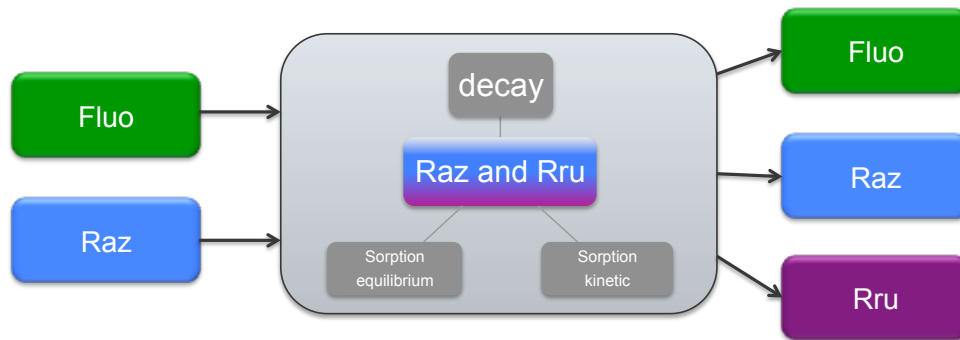 Fluo
Raz
decay
Raz and Rru
Sorption
equilibrium
Sorption
kinetic
Fluo
Raz
Rru